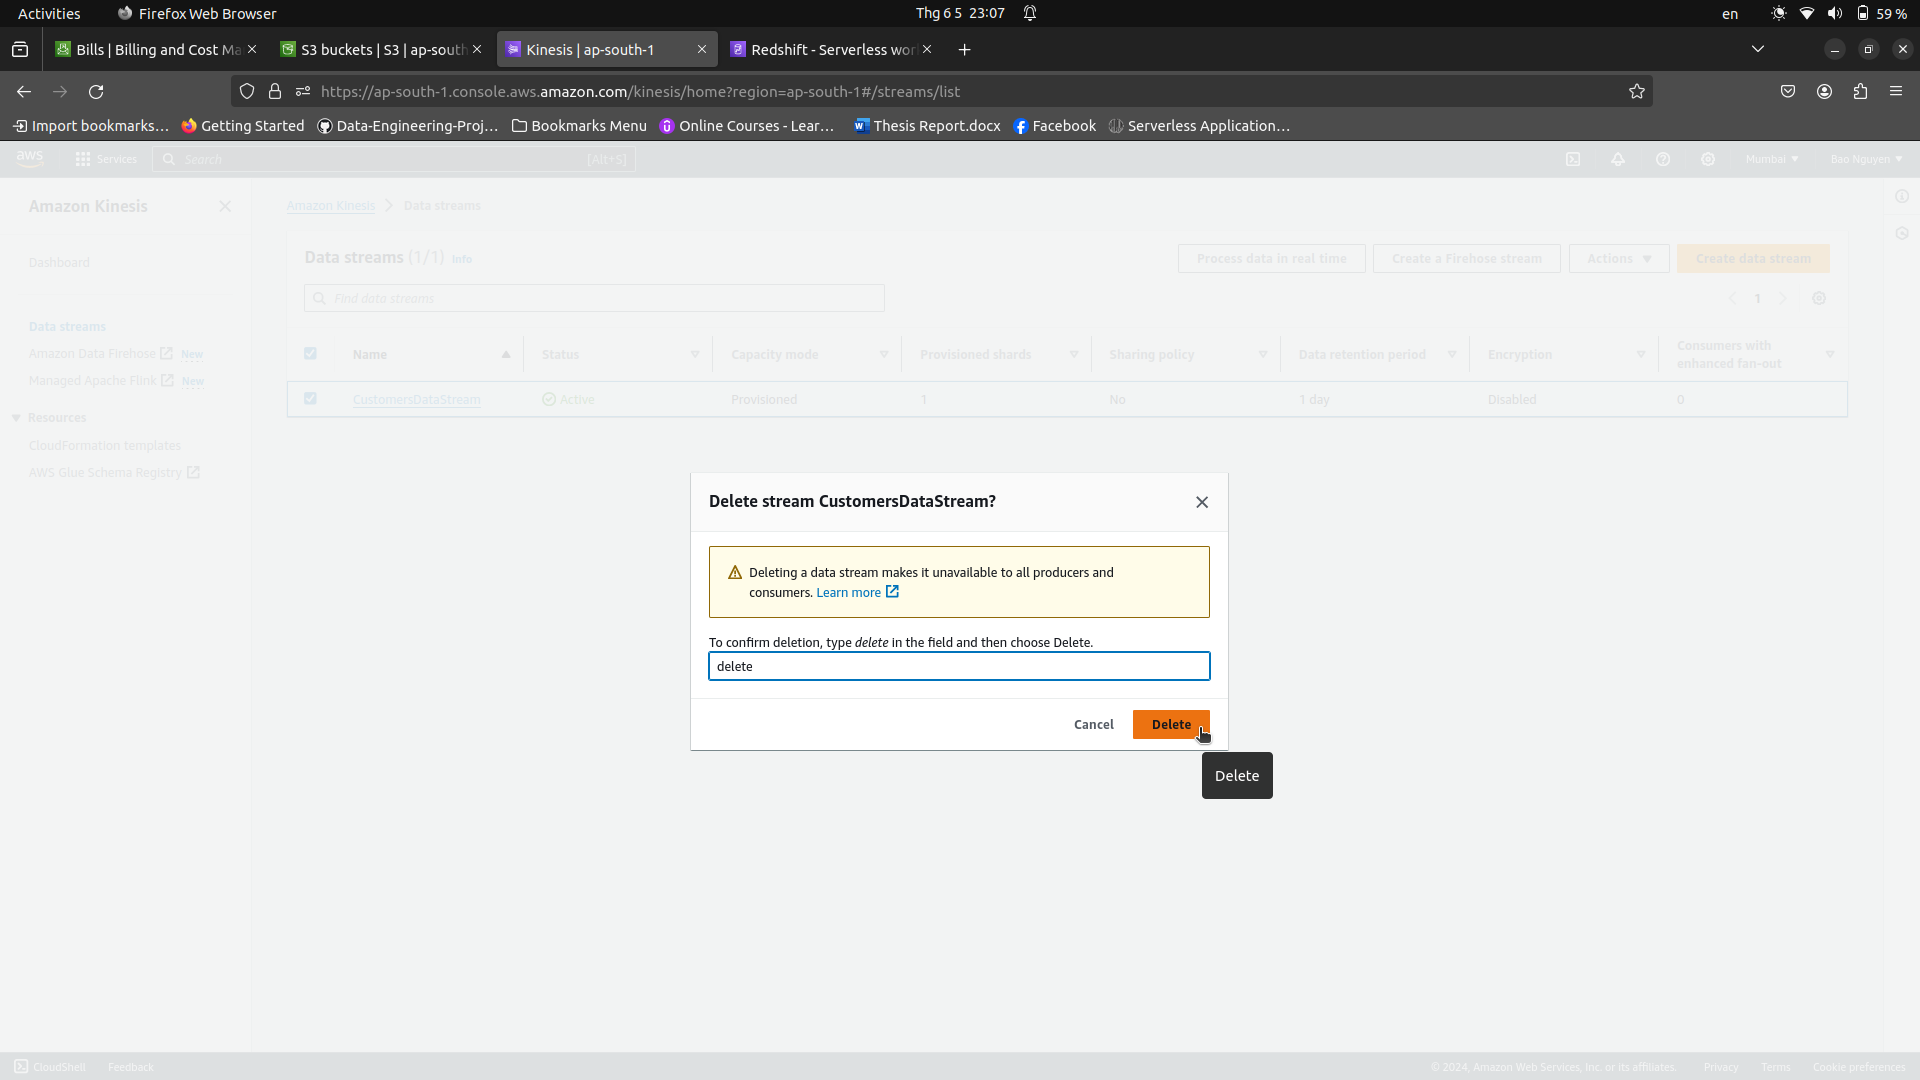 Activities
Firefox Web Browser
Thg 6 5 23:07
en
59 %
Bills | Billing and Cost Ma
S3 buckets | S3 | ap-south
Kinesis | ap-south-1
Redshift - Serverless wor
https://ap-south-1.console.aws.amazon.com/kinesis/home?region=ap-south-1#/streams/list
Import bookmarks…
Getting Started
Data-Engineering-Proj…
Bookmarks Menu
Online Courses - Lear…
Thesis Report.docx
Facebook
Serverless Application…
aws
Services
Search
[Alt+S]
Mumbai
Bao Nguyen
Amazon Kinesis
Dashboard
Data streams
Amazon Data Firehose New
Managed Apache Flink New
Resources
CloudFormation templates
AWS Glue Schema Registry
Amazon Kinesis
Data streams
Data streams (1/1) Info
Process data in real time
Create a Firehose stream
Actions
Create data stream
Find data streams
1
Name
Status
Capacity mode
Provisioned shards
Sharing policy
Data retention period
Encryption
Consumers with
enhanced fan-out
CustomersDataStream
Active
Provisioned
1
No
1 day
Disabled
0
Delete stream CustomersDataStream?
Deleting a data stream makes it unavailable to all producers and
consumers. Learn more
To confirm deletion, type delete in the field and then choose Delete.
delete
Cancel
Delete
Delete
CloudShell
Feedback
© 2024, Amazon Web Services, Inc. or its affiliates.
Privacy
Terms
Cookie preferences